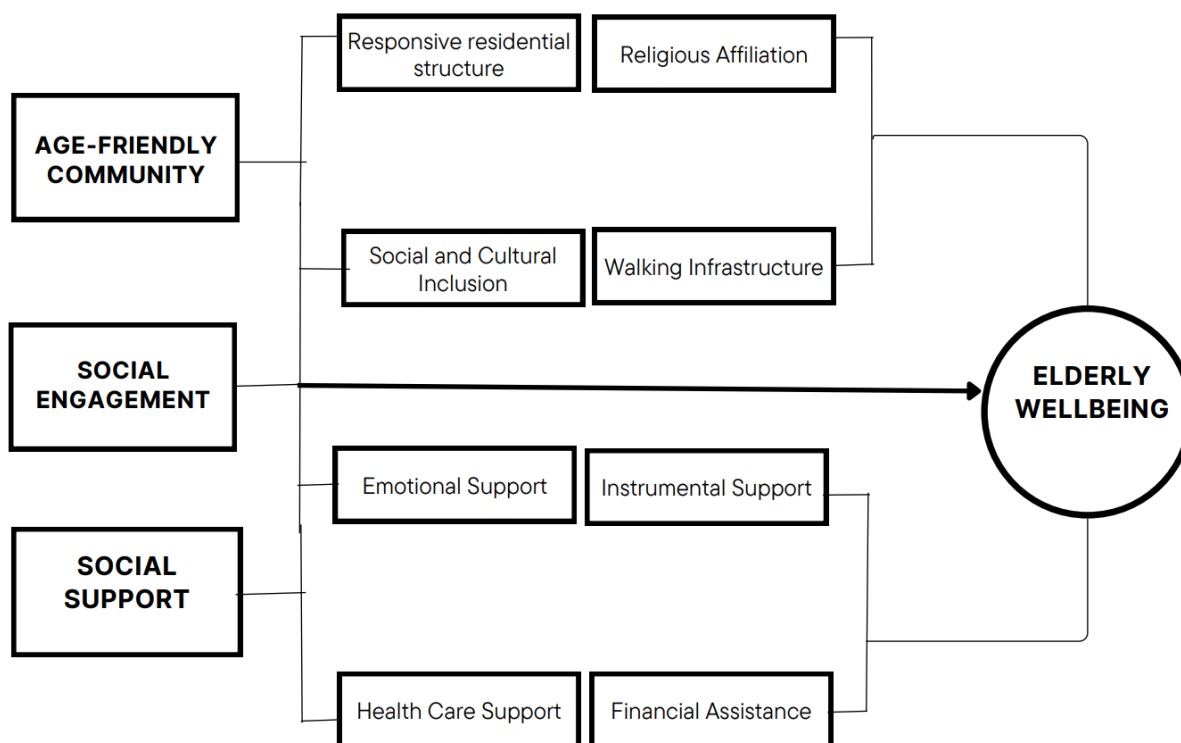 Responsive residential
structure
Religious Affiliation
AGE-FRIENDLY
COMMUNITY
Social and Cultural
Inclusion
Walking Infrastructure
SOCIAL
ENGAGEMENT
ELDERLY
WELLBEING
Emotional Support
Instrumental Support
SOCIAL
SUPPORT
Health Care Support
Financial Assistance